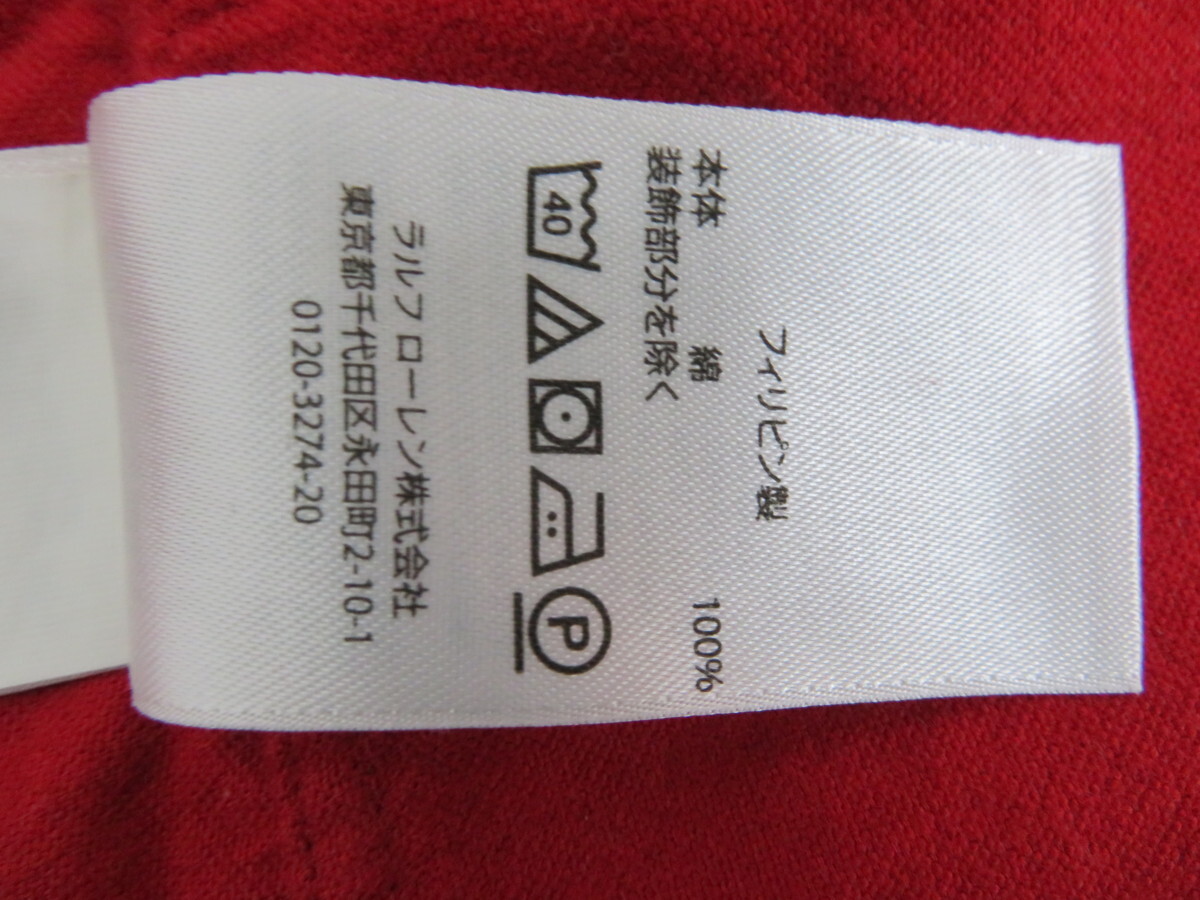 フィリピン製
本体 綿 100%
装飾部分を除く
40
P
ラルフ ローレン株式会社
東京都千代田区永田町2-10-1
0120-3274-20